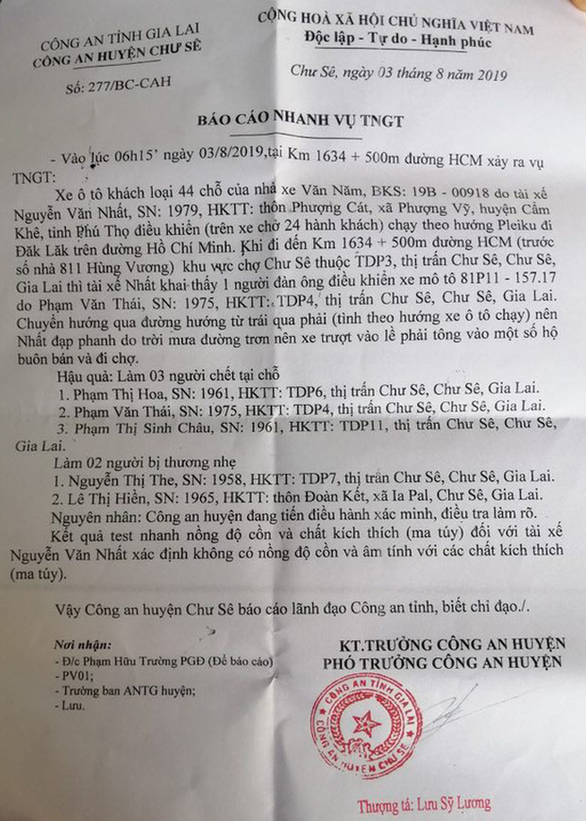 CÔNG AN TỈNH GIA LAI
CÔNG AN HUYỆN CHƯ SÊ
Số: 277/BC-CAH
CỘNG HOÀ XÃ HỘI CHỦ NGHĨA VIỆT NAM
Độc lập - Tự do - Hạnh phúc
Chư Sê, ngày 03 tháng 8 năm 2019
BÁO CÁO NHANH VỤ TNGT
- Vào lúc 06h15' ngày 03/8/2019,tại Km 1634 + 500m đường HCM xảy ra vụ
TNGT:
Xe ô tô khách loại 44 chỗ của nhà xe Văn Năm, BKS: 19B - 00918 do tài xế
Nguyễn Văn Nhất, SN: 1979, HKTT: thôn Phượng Cát, xã Phượng Vỹ, huyện Cẩm
Khê, tỉnh Phú Thọ điều khiển (trên xe chở 24 hành khách) chạy theo hướng Pleiku đi
Đăk Lăk trên đường Hồ Chí Minh. Khi đi đến Km 1634 + 500m đường HCM (trước
số nhà 811 Hùng Vương) khu vực chợ Chư Sê thuộc TDP3, thị trấn Chư Sê, Chư Sê,
Gia Lai thì tài xế Nhất khai thấy 1 người đàn ông điều khiển xe mô tô 81P11 - 157.17
do Phạm Văn Thái, SN: 1975, HKTT: TDP4, thị trấn Chư Sê, Chư Sê, Gia Lai.
Chuyển hướng qua đường hướng từ trái qua phải (tình theo hướng xe ô tô chạy) nên
Nhất đạp phanh do trời mưa đường trơn nên xe trượt vào lề phải tông vào một số hộ
buôn bán và đi chợ.
Hậu quả: Làm 03 người chết tại chỗ
1. Phạm Thị Hoa, SN: 1961, HKTT: TDP6, thị trấn Chư Sê, Chư Sê, Gia Lai.
2. Phạm Văn Thái, SN: 1975, HKTT: TDP4, thị trấn Chư Sê, Chư Sê, Gia Lai.
3. Phạm Thị Sinh Châu, SN: 1961, HKTT: TDP11, thị trấn Chư Sê, Chư Sê,
Gia Lai.
Làm 02 người bị thương nhẹ
1. Nguyễn Thị The, SN: 1958, HKTT: TDP7, thị trấn Chư Sê, Chư Sê, Gia Lai.
2. Lê Thị Hiền, SN: 1965, HKTT: thôn Đoàn Kết, xã Ia Pal, Chư Sê, Gia Lai.
Nguyên nhân: Công an huyện đang tiến điều hành xác minh, điều tra làm rõ.
Kết quả test nhanh nồng độ cồn và chất kích thích (ma túy) đối với tài xế
Nguyễn Văn Nhất xác định không có nồng độ cồn và âm tính với các chất kích thích
(ma túy).
Vậy Công an huyện Chư Sê báo cáo lãnh đạo Công an tỉnh, biết chỉ đạo./.
Nơi nhận:
- Đ/c Phạm Hữu Trường PGĐ (Để báo cáo)
- PV01;
- Trưởng ban ANTG huyện;
- Lưu.
KT.TRƯỞNG CÔNG AN HUYỆN
PHÓ TRƯỞNG CÔNG AN HUYỆN
CÔNG AN TỈNH GIA LAI
CÔNG AN HUYỆN CHƯ SÊ
Thượng tá: Lưu Sỹ Lương